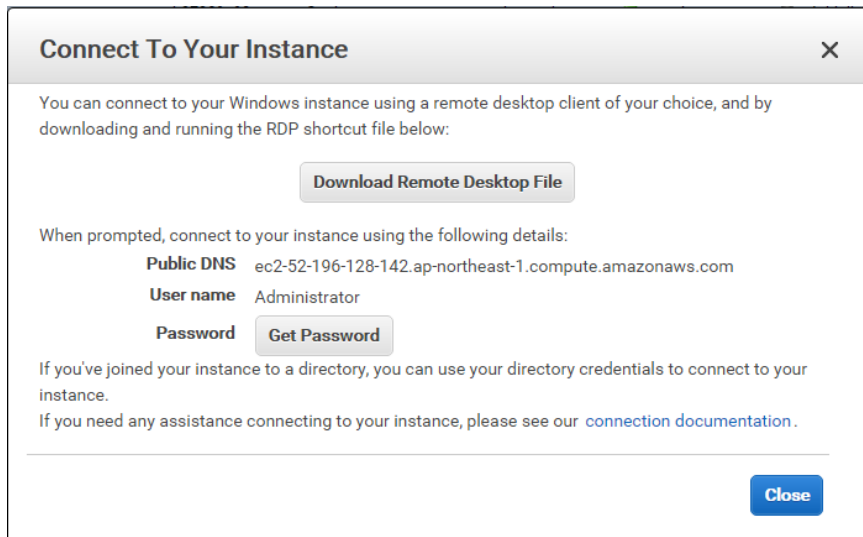 Connect To Your Instance
You can connect to your Windows instance using a remote desktop client of your choice, and by
downloading and running the RDP shortcut file below:
Download Remote Desktop File
When prompted, connect to your instance using the following details:
Public DNS ec2-52-196-128-142.ap-northeast-1.compute.amazonaws.com
User name Administrator
Password Get Password
If you've joined your instance to a directory, you can use your directory credentials to connect to your
instance.
If you need any assistance connecting to your instance, please see our connection documentation.
Close